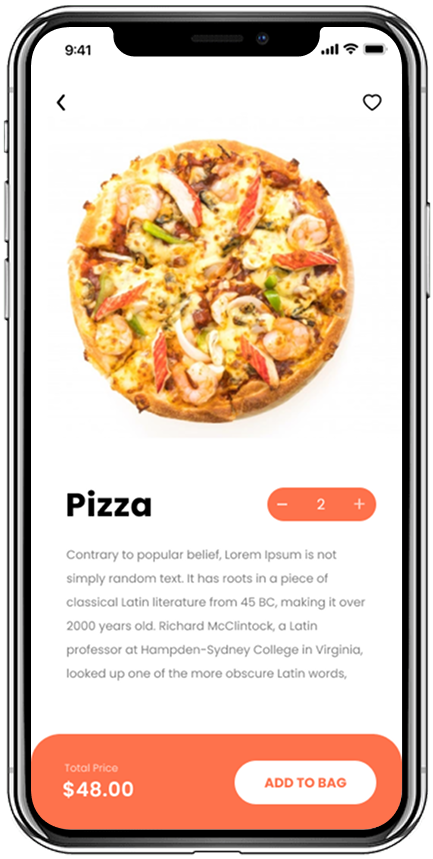 9:41
Pizza
− 2 +
Contrary to popular belief, Lorem Ipsum is not
simply random text. It has roots in a piece of
classical Latin literature from 45 BC, making it over
2000 years old. Richard McClintock, a Latin
professor at Hampden-Sydney College in Virginia,
looked up one of the more obscure Latin words,
Total Price
$48.00
ADD TO BAG